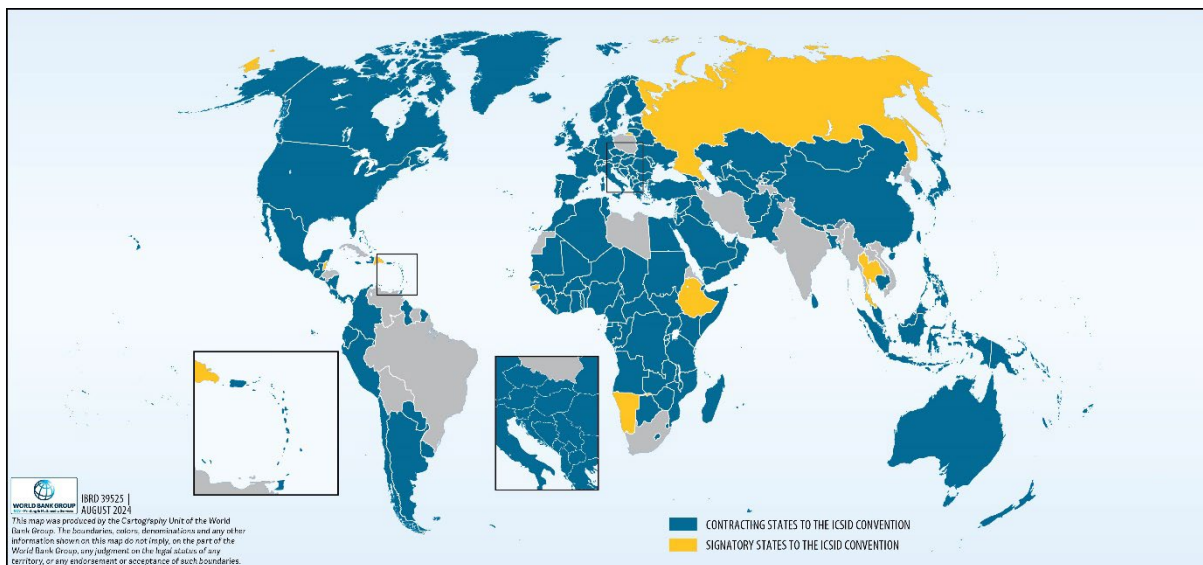 WORLD BANK GROUP
IBRD 39525 |
AUGUST 2024
This map was produced by the Cartography Unit of the World
Bank Group. The boundaries, colors, denominations and any other
information shown on this map do not imply, on the part of the
World Bank Group, any judgment on the legal status of any
territory, or any endorsement or acceptance of such boundaries.
CONTRACTING STATES TO THE ICSID CONVENTION
SIGNATORY STATES TO THE ICSID CONVENTION